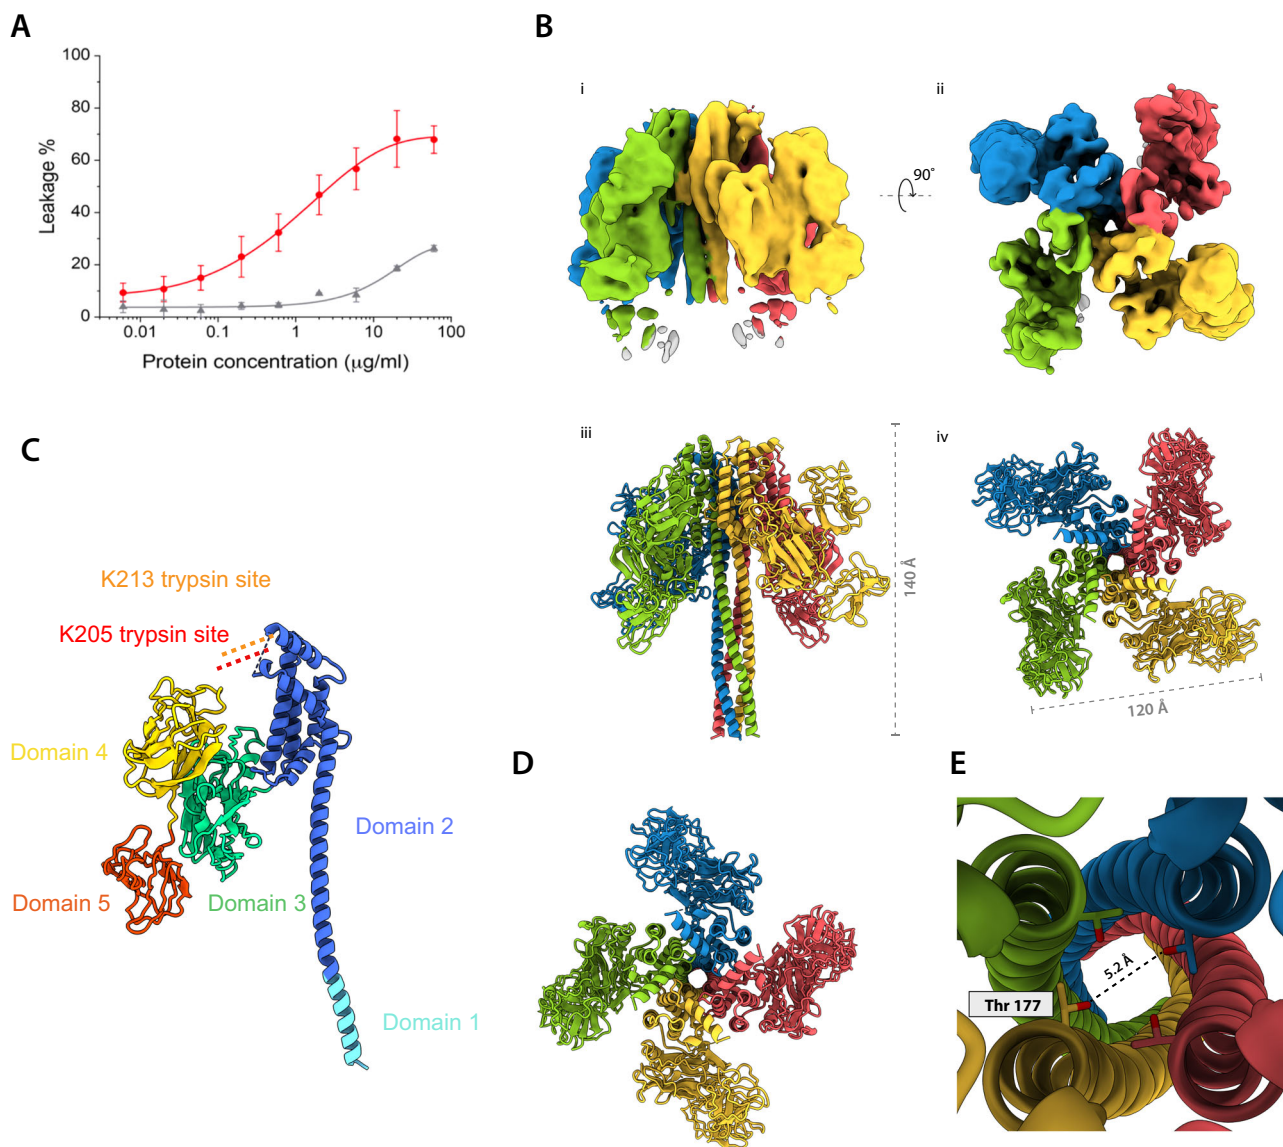 A
100
80
60
40
20
0
Leakage %
0.01
0.1
1
10
100
Protein concentration (μg/ml)
B
i
90°
ii
iii
140 Å
iv
120 Å
C
K213 trypsin site
K205 trypsin site
Domain 4
Domain 2
Domain 5
Domain 3
Domain 1
D
E
5.2 Å
Thr 177